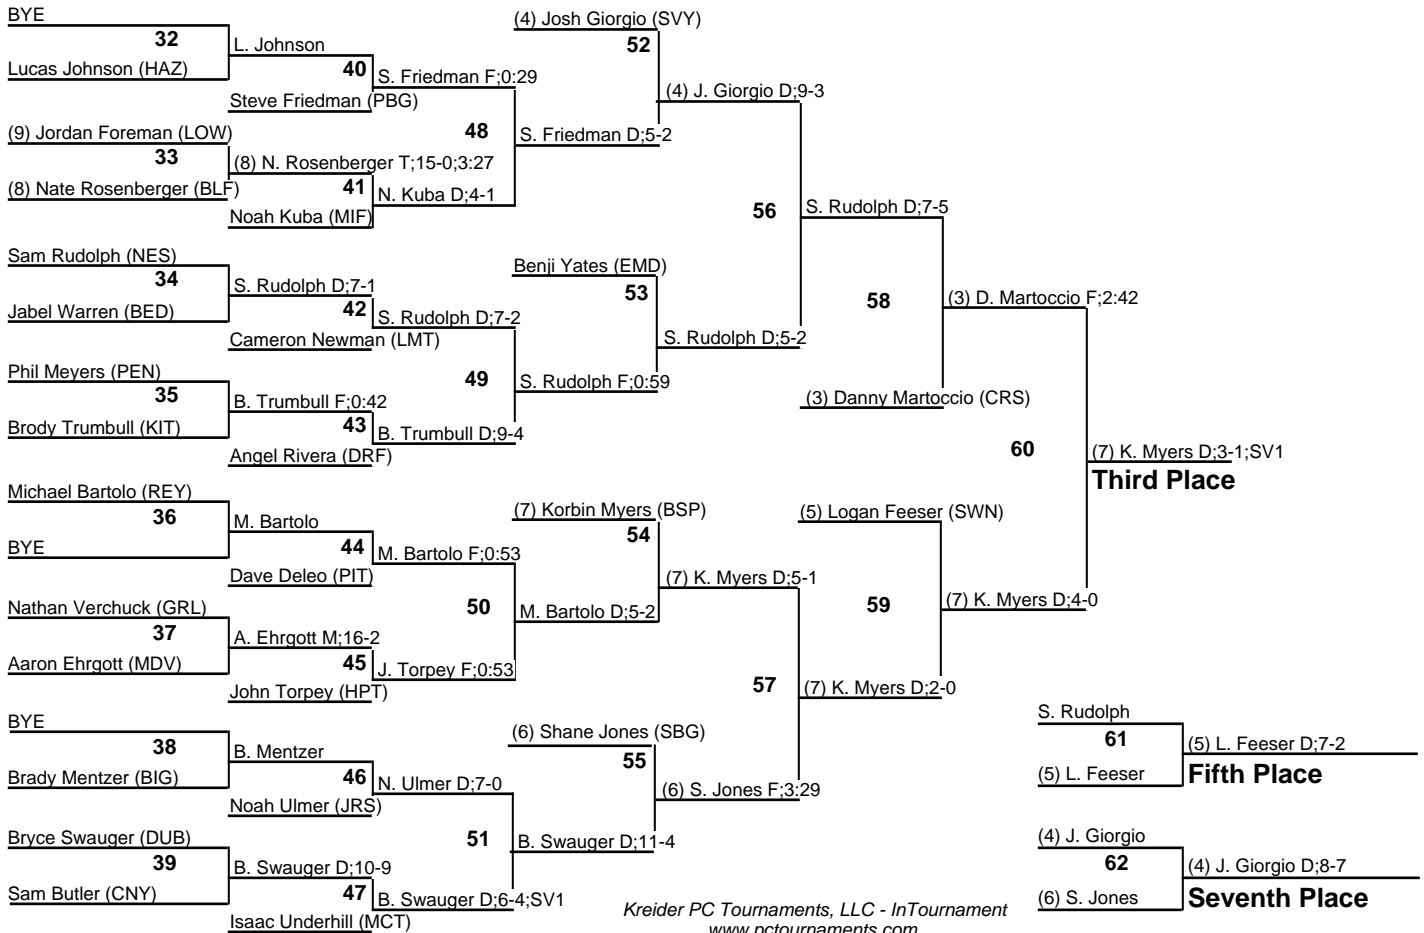 BYE
32
Lucas Johnson (HAZ)
L. Johnson
40
Steve Friedman (PBG)
S. Friedman F;0:29
(9) Jordan Foreman (LOW)
33
(8) Nate Rosenberger (BLF)
(8) N. Rosenberger T;15-0;3:27
41
Noah Kuba (MIF)
N. Kuba D;4-1
48
S. Friedman D;5-2
(4) Josh Giorgio (SVY)
52
(4) J. Giorgio D;9-3
Sam Rudolph (NES)
34
Jabel Warren (BED)
S. Rudolph D;7-1
42
Cameron Newman (LMT)
S. Rudolph D;7-2
Phil Meyers (PEN)
35
Brody Trumbull (KIT)
B. Trumbull F;0:42
43
Angel Rivera (DRF)
B. Trumbull D;9-4
49
S. Rudolph F;0:59
Benji Yates (EMD)
53
S. Rudolph D;5-2
56
S. Rudolph D;7-5
58
(3) Danny Martoccio (CRS)
(3) D. Martoccio F;2:42
Michael Bartolo (REY)
36
BYE
M. Bartolo
44
Dave Deleo (PIT)
M. Bartolo F;0:53
Nathan Verchuck (GRL)
37
Aaron Ehrgott (MDV)
A. Ehrgott M;16-2
45
John Torpey (HPT)
J. Torpey F;0:53
50
M. Bartolo D;5-2
(7) Korbin Myers (BSP)
54
(7) K. Myers D;5-1
BYE
38
Brady Mentzer (BIG)
B. Mentzer
46
Noah Ulmer (JRS)
N. Ulmer D;7-0
Bryce Swauger (DUB)
39
Sam Butler (CNY)
B. Swauger D;10-9
47
Isaac Underhill (MCT)
B. Swauger D;6-4;SV1
51
B. Swauger D;11-4
(6) Shane Jones (SBG)
55
(6) S. Jones F;3:29
57
(7) K. Myers D;2-0
(5) Logan Feeser (SWN)
59
(7) K. Myers D;4-0
60
(7) K. Myers D;3-1;SV1
Third Place
S. Rudolph
61
(5) L. Feeser
(5) L. Feeser D;7-2
Fifth Place
(4) J. Giorgio
62
(6) S. Jones
(4) J. Giorgio D;8-7
Seventh Place
Kreider PC Tournaments, LLC - InTournament
www.pctournaments.com